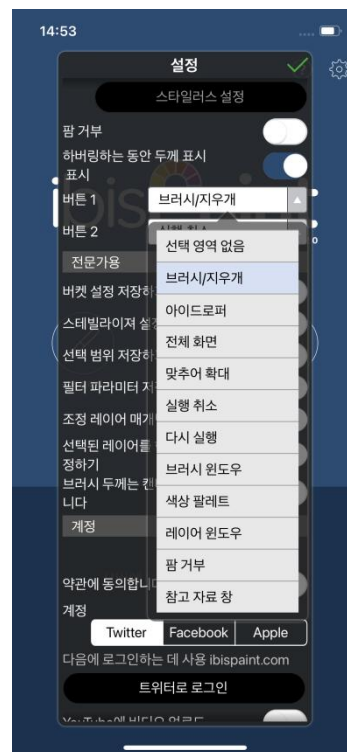 14:53
설정
스타일러스 설정
팜 거부
하버링하는 동안 두께 표시
표시
버튼 1
브러시/지우개
버튼 2
선택 영역 없음
전문가용
브러시/지우개
버킷 설정 저장하
아이드로퍼
스테빌라이져 설정
전체 화면
선택 범위 저장하
맞추어 확대
필터 파라미터 저
실행 취소
조정 레이어 매개
다시 실행
선택된 레이어를
정하기
브러시 윈도우
브러시 두께는 캔
니다
색상 팔레트
계정
레이어 윈도우
팜 거부
약관에 동의합니다
참고 자료 창
계정
Twitter Facebook Apple
다음에 로그인하는 데 사용 ibispaint.com
트위터로 로그인